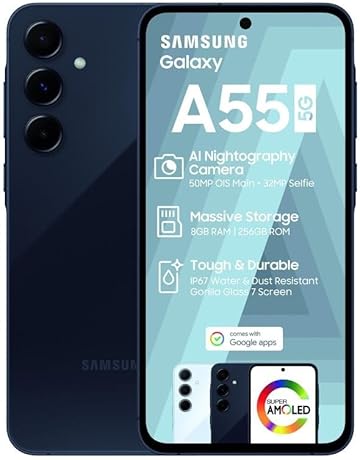 SAMSUNG
Galaxy
A55 5G
AI Nightography
Camera
50MP OIS Main - 32MP Selfie
Massive Storage
8GB RAM | 256GB ROM
Tough & Durable
IP67 Water & Dust Resistant
Gorilla Glass 7 Screen
comes with
Google apps
SAMSUNG
SUPER
AMOLED